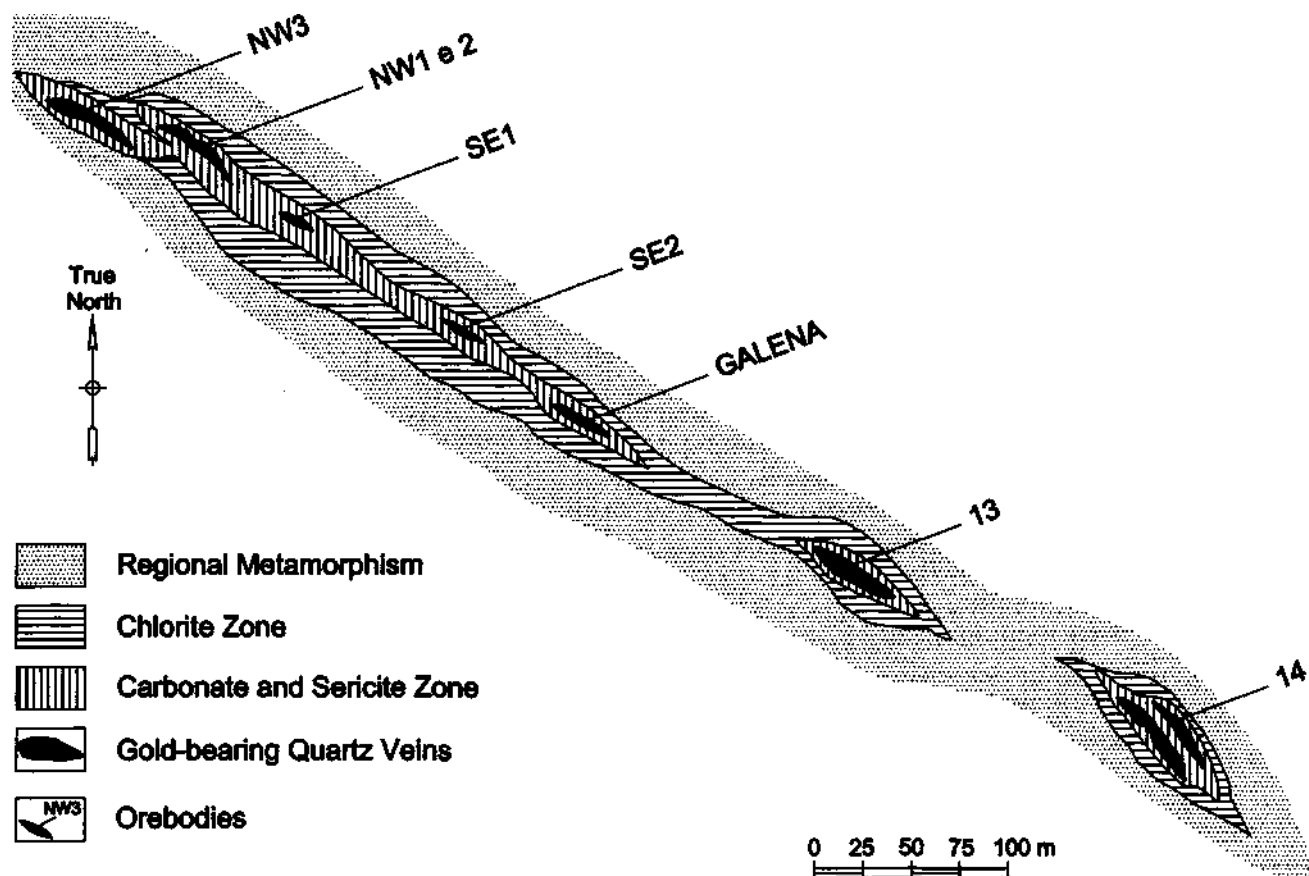 NW3
NW1 e 2
SE1
SE2
GALENA
13
14
True
North
Regional Metamorphism
Chlorite Zone
Carbonate and Sericite Zone
Gold-bearing Quartz Veins
NW3
Orebodies
0 25 50 75 100 m